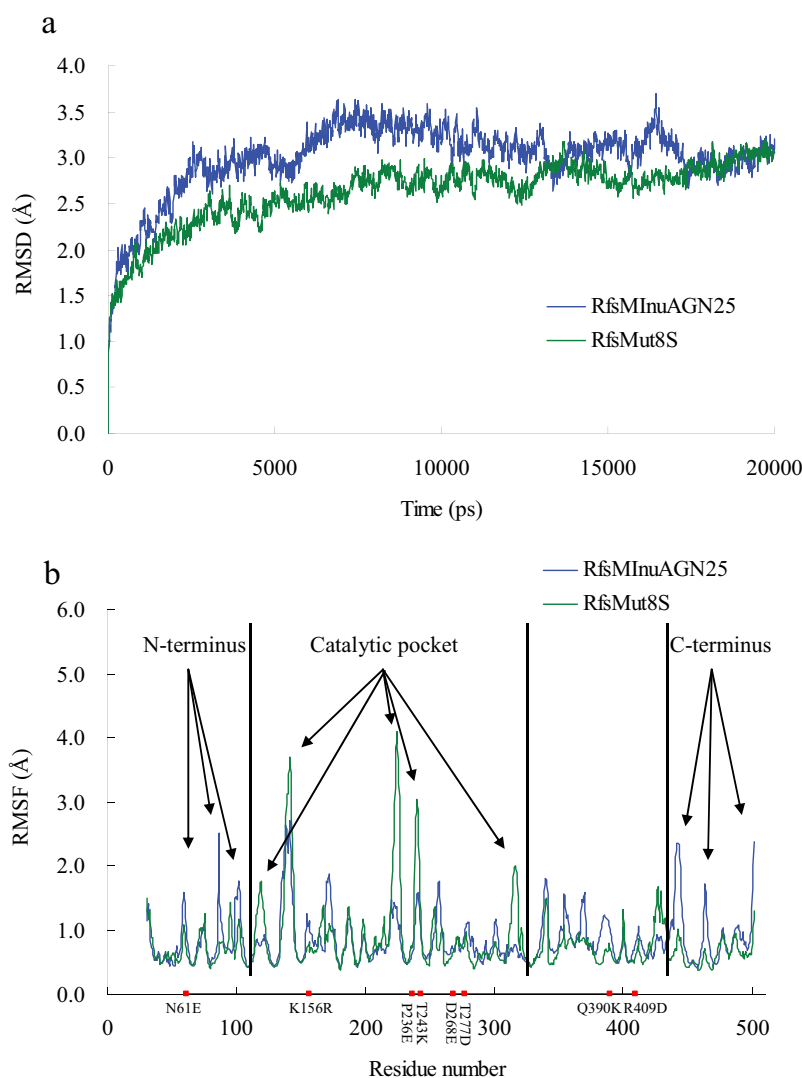 a
4.0
3.5
3.0
2.5
2.0
1.5
1.0
0.5
0.0
RMSD (Å)
RfsMInuAGN25
RfsMut8S
0 5000 10000 15000 20000
Time (ps)
b
RfsMInuAGN25
RfsMut8S
6.0
5.0
4.0
3.0
2.0
1.0
0.0
RMSF (Å)
N-terminus Catalytic pocket C-terminus
N61E K156R P236E T243K D268E T277D Q390K R409D
0 100 200 300 400 500
Residue number